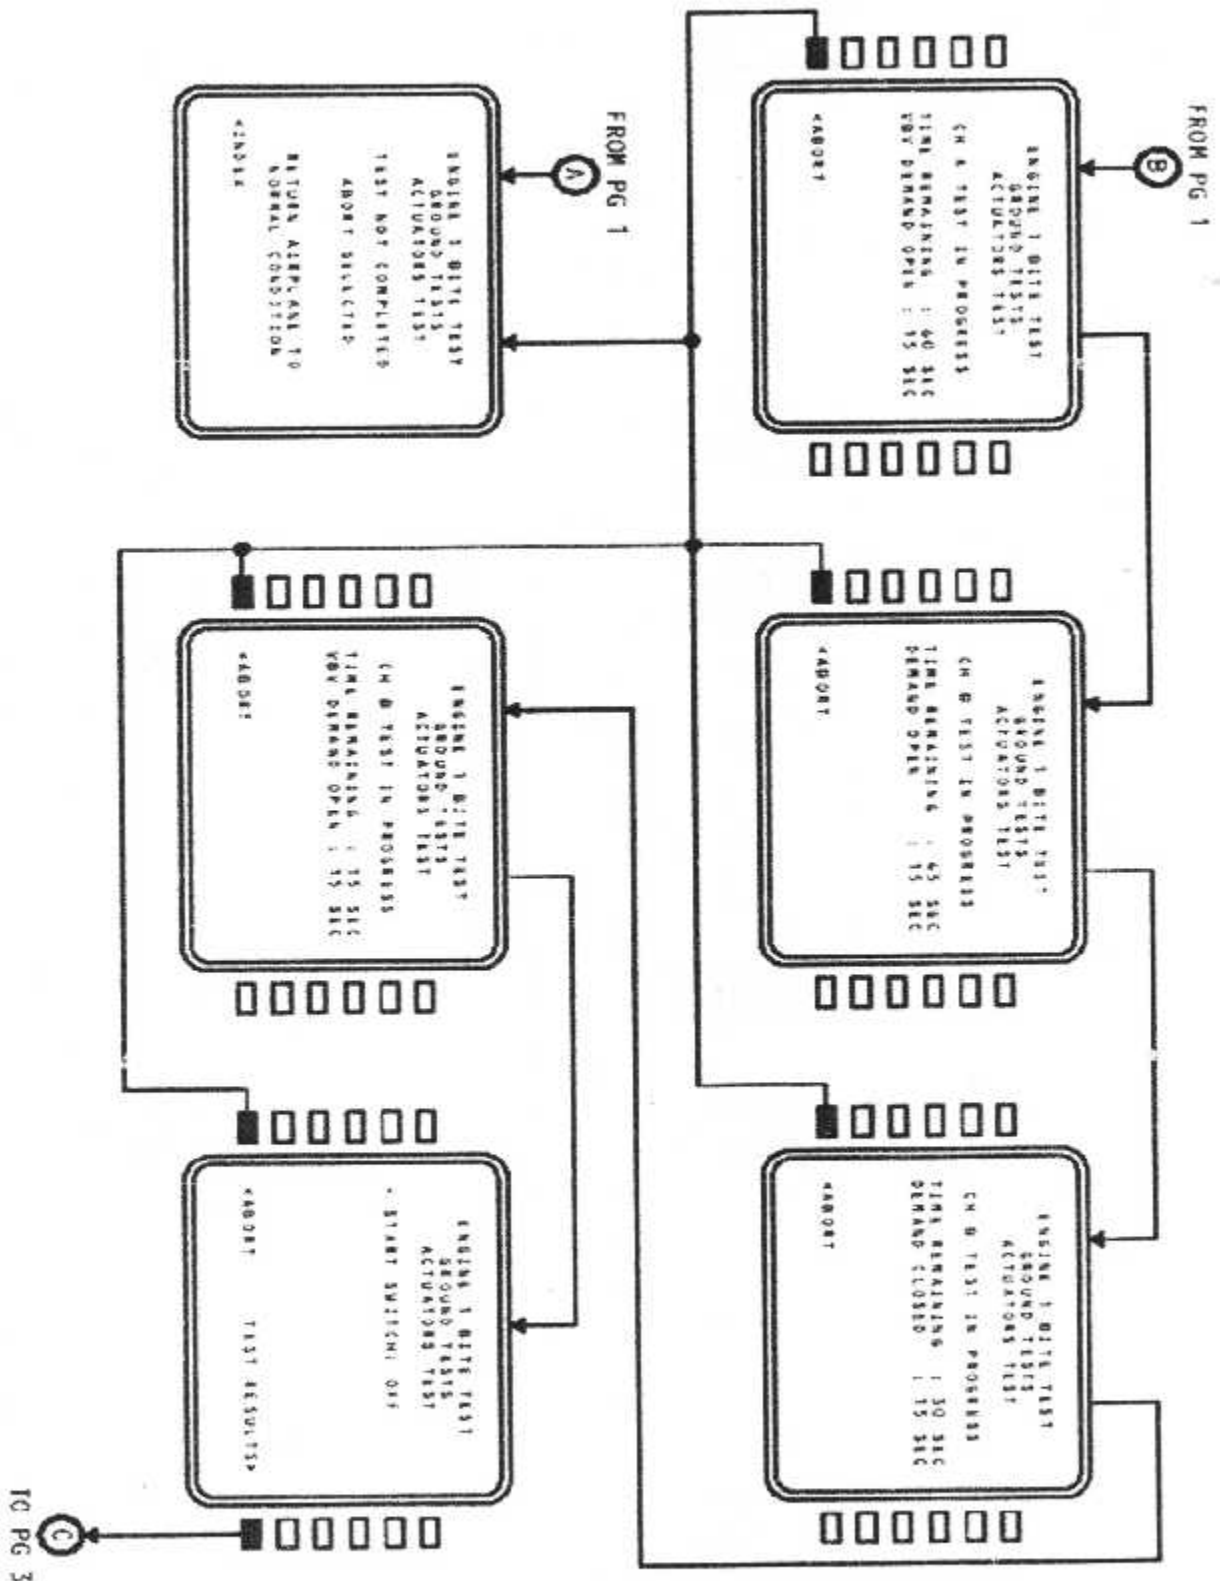 FROM PG 1
B
ENGINE 1 BITE TEST
GROUND TESTS
ACTUATORS TEST
CH A TEST IN PROGRESS
TIME REMAINING : 60 SEC
VBV DEMAND OPEN : 15 SEC
<ABORT
ENGINE 1 BITE TEST
GROUND TESTS
ACTUATORS TEST
CH B TEST IN PROGRESS
TIME REMAINING : 45 SEC
DEMAND OPEN : 15 SEC
<ABORT
ENGINE 1 BITE TEST
GROUND TESTS
ACTUATORS TEST
CH B TEST IN PROGRESS
TIME REMAINING : 30 SEC
DEMAND CLOSED : 15 SEC
<ABORT
FROM PG 1
A
ENGINE 1 BITE TEST
GROUND TESTS
ACTUATORS TEST
TEST NOT COMPLETED
ABORT SELECTED
RETURN AIRPLANE TO
NORMAL CONDITION
<INDEX
ENGINE 1 BITE TEST
GROUND TESTS
ACTUATORS TEST
CH B TEST IN PROGRESS
TIME REMAINING : 15 SEC
VBV DEMAND OPEN : 15 SEC
<ABORT
ENGINE 1 BITE TEST
GROUND TESTS
ACTUATORS TEST
- START SWITCH: OFF
<ABORT TEST RESULTS>
C
TO PG 3